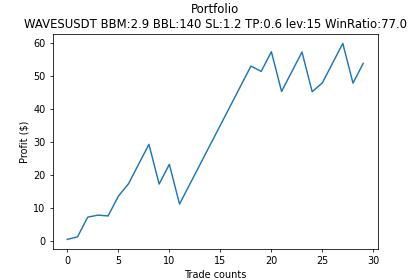 Portfolio
WAVESUSDT BBM:2.9 BBL:140 SL:1.2 TP:0.6 lev:15 WinRatio:77.0
60
50
40
30
20
10
0
Profit ($)
0 5 10 15 20 25 30
Trade counts